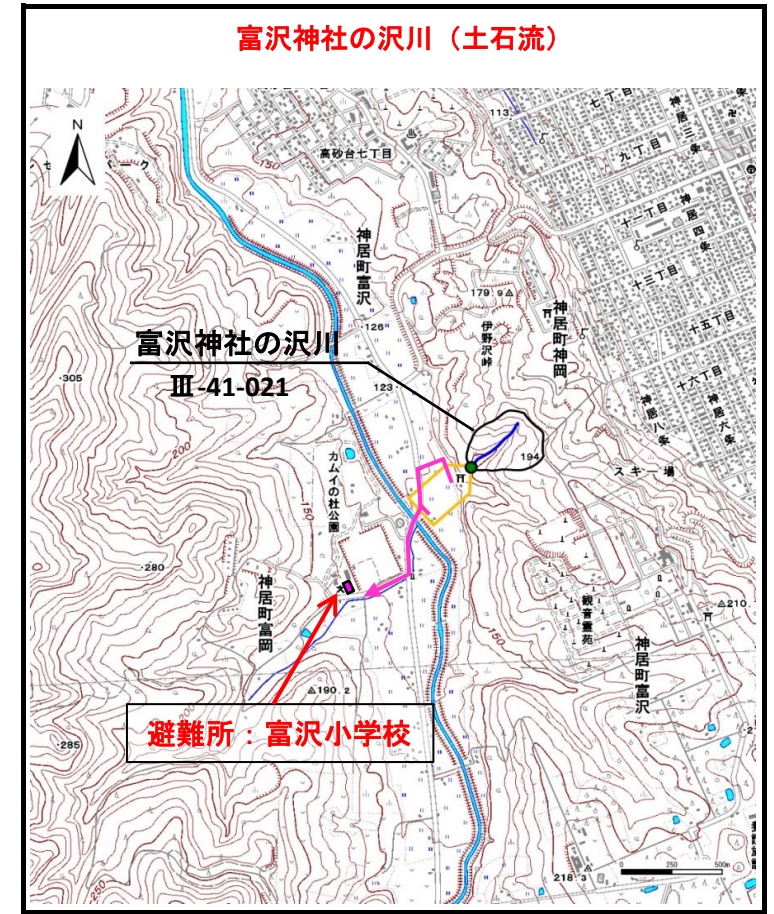 富沢神社の沢川（土石流）
N
113
七丁目
神居三条
九丁目
150
高砂台七丁目
十一丁目
神居四条
神居町富沢
十三丁目
179.9
神居町神岡
伊野沢峠
十五丁目
126
富沢神社の沢川
Ⅲ-41-021
305
123
十六丁目
神居六条
神居八条
200
194
スキー場
カムイの杜公園
150
280
神居町富岡
観音霊苑
210.
150
神居町富沢
190.2
避難所：富沢小学校
285
218.3
0 250 500m
250